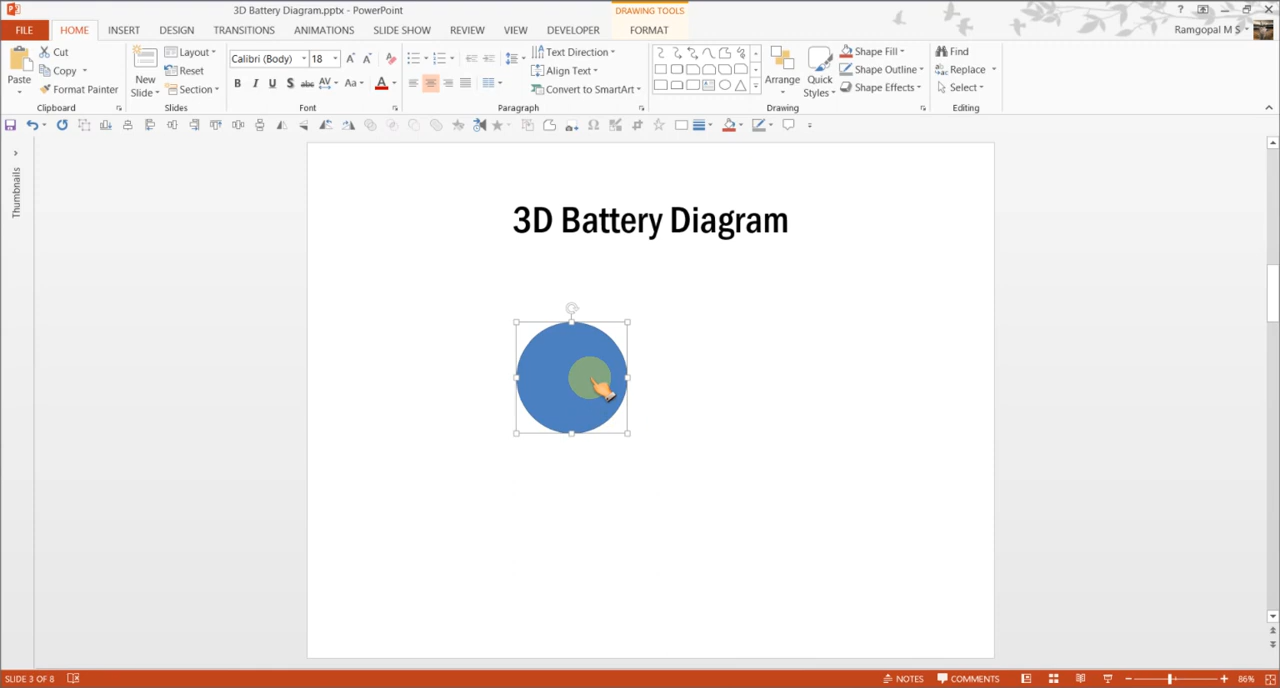 3D Battery Diagram.pptx - PowerPoint
DRAWING TOOLS
?
FILE HOME INSERT DESIGN TRANSITIONS ANIMATIONS SLIDE SHOW REVIEW VIEW DEVELOPER FORMAT
Ramgopal M S
Paste
Cut
Copy
Format Painter
Clipboard
New
Slide
Layout
Reset
Section
Slides
Calibri (Body) 18
B I U S abc AV Aa A
Font
Text Direction
Align Text
Convert to SmartArt
Paragraph
Arrange
Quick
Styles
Shape Fill
Shape Outline
Shape Effects
Drawing
Find
Replace
Select
Editing
Thumbnails
3D Battery Diagram
SLIDE 3 OF 8
NOTES
COMMENTS
86%